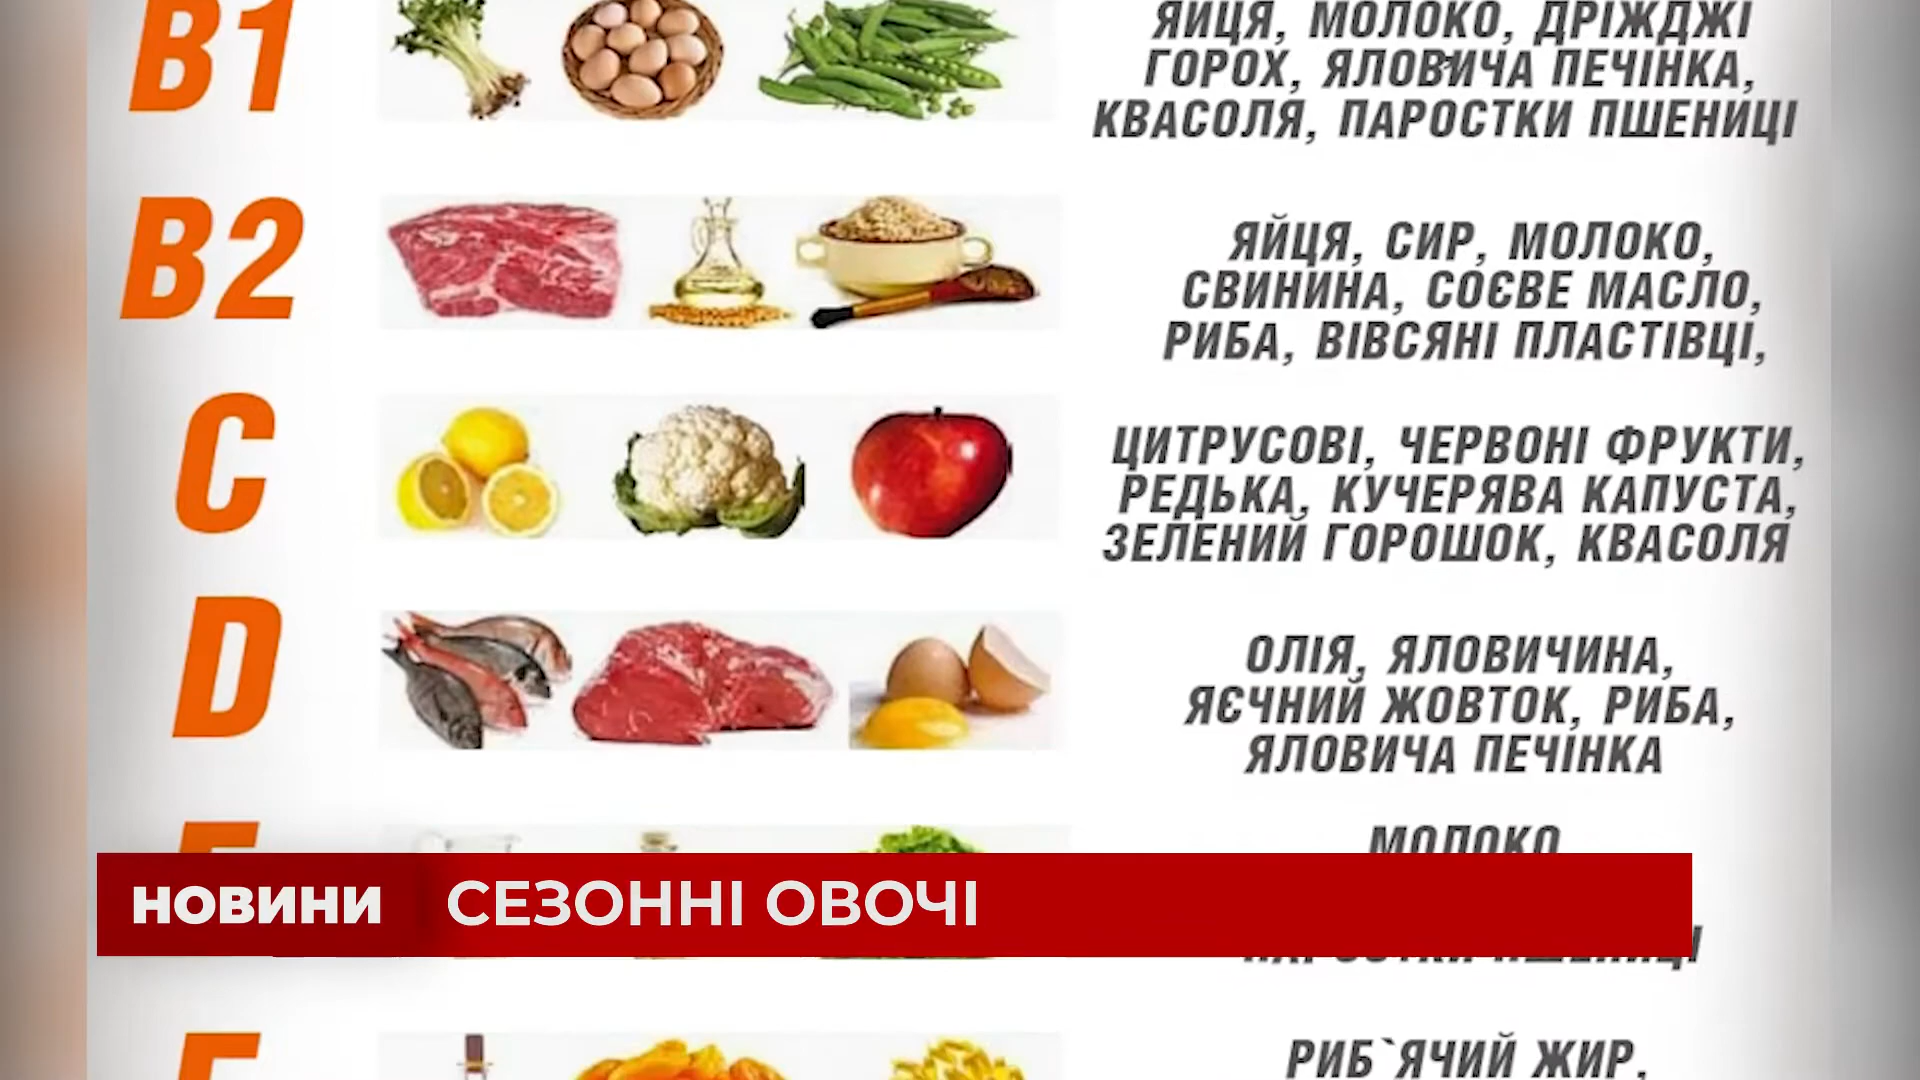 B1
ЯЙЦЯ, МОЛОКО, ДРІЖДЖІ
ГОРОХ, ЯЛОВИЧА ПЕЧІНКА,
КВАСОЛЯ, ПАРОСТКИ ПШЕНИЦІ
B2
ЯЙЦЯ, СИР, МОЛОКО,
СВИНИНА, СОЄВЕ МАСЛО,
РИБА, ВІВСЯНІ ПЛАСТІВЦІ,
C
ЦИТРУСОВІ, ЧЕРВОНІ ФРУКТИ,
РЕДЬКА, КУЧЕРЯВА КАПУСТА,
ЗЕЛЕНИЙ ГОРОШОК, КВАСОЛЯ
D
ОЛІЯ, ЯЛОВИЧИНА,
ЯЄЧНИЙ ЖОВТОК, РИБА,
ЯЛОВИЧА ПЕЧІНКА
МОЛОКО
НОВИНИ СЕЗОННІ ОВОЧІ
ПАРОСТКИ ПШЕНИЦІ
РИБ`ЯЧИЙ ЖИР,